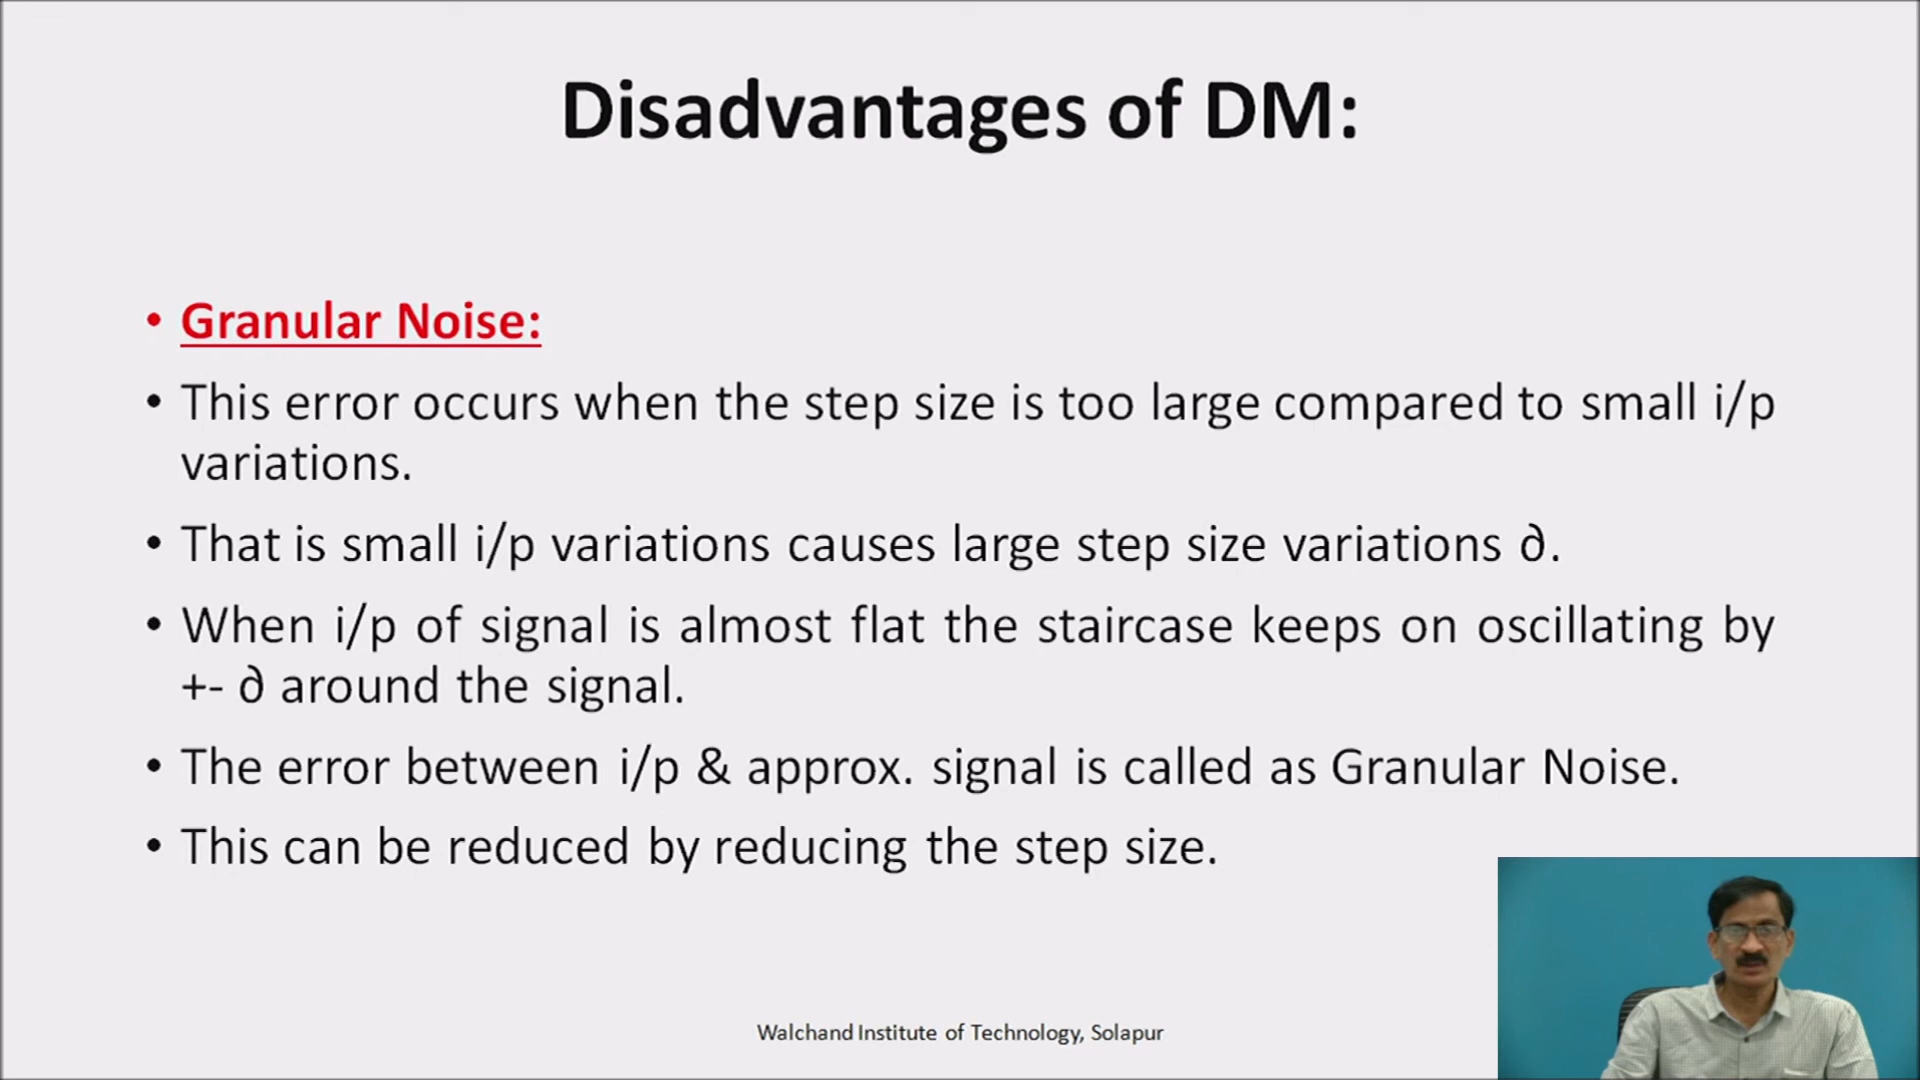 Disadvantages of DM:
• Granular Noise:
• This error occurs when the step size is too large compared to small i/p
variations.
• That is small i/p variations causes large step size variations ∂.
• When i/p of signal is almost flat the staircase keeps on oscillating by
+- ∂ around the signal.
• The error between i/p & approx. signal is called as Granular Noise.
• This can be reduced by reducing the step size.
Walchand Institute of Technology, Solapur